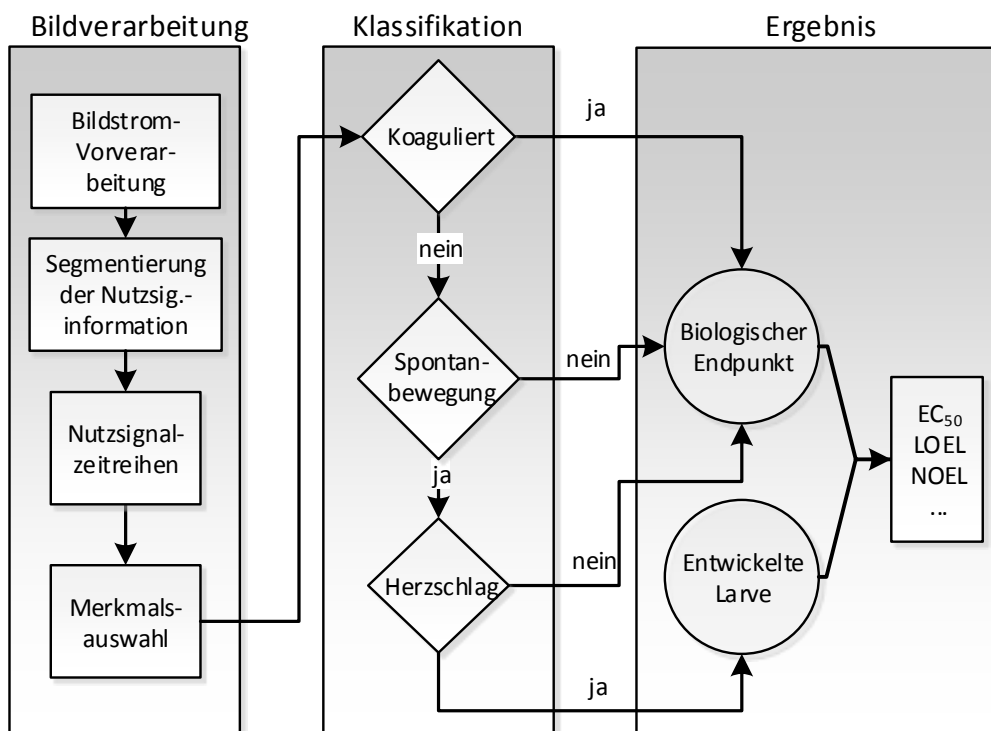 Bildverarbeitung
Bildstrom-
Vorverar-
beitung
Segmentierung
der Nutzsig.-
information
Nutzsignal-
zeitreihen
Merkmals-
auswahl
Klassifikation
Koaguliert
ja
nein
Spontan-
bewegung
nein
ja
Herzschlag
nein
ja
Ergebnis
Biologischer
Endpunkt
Entwickelte
Larve
EC₅₀
LOEL
NOEL
...